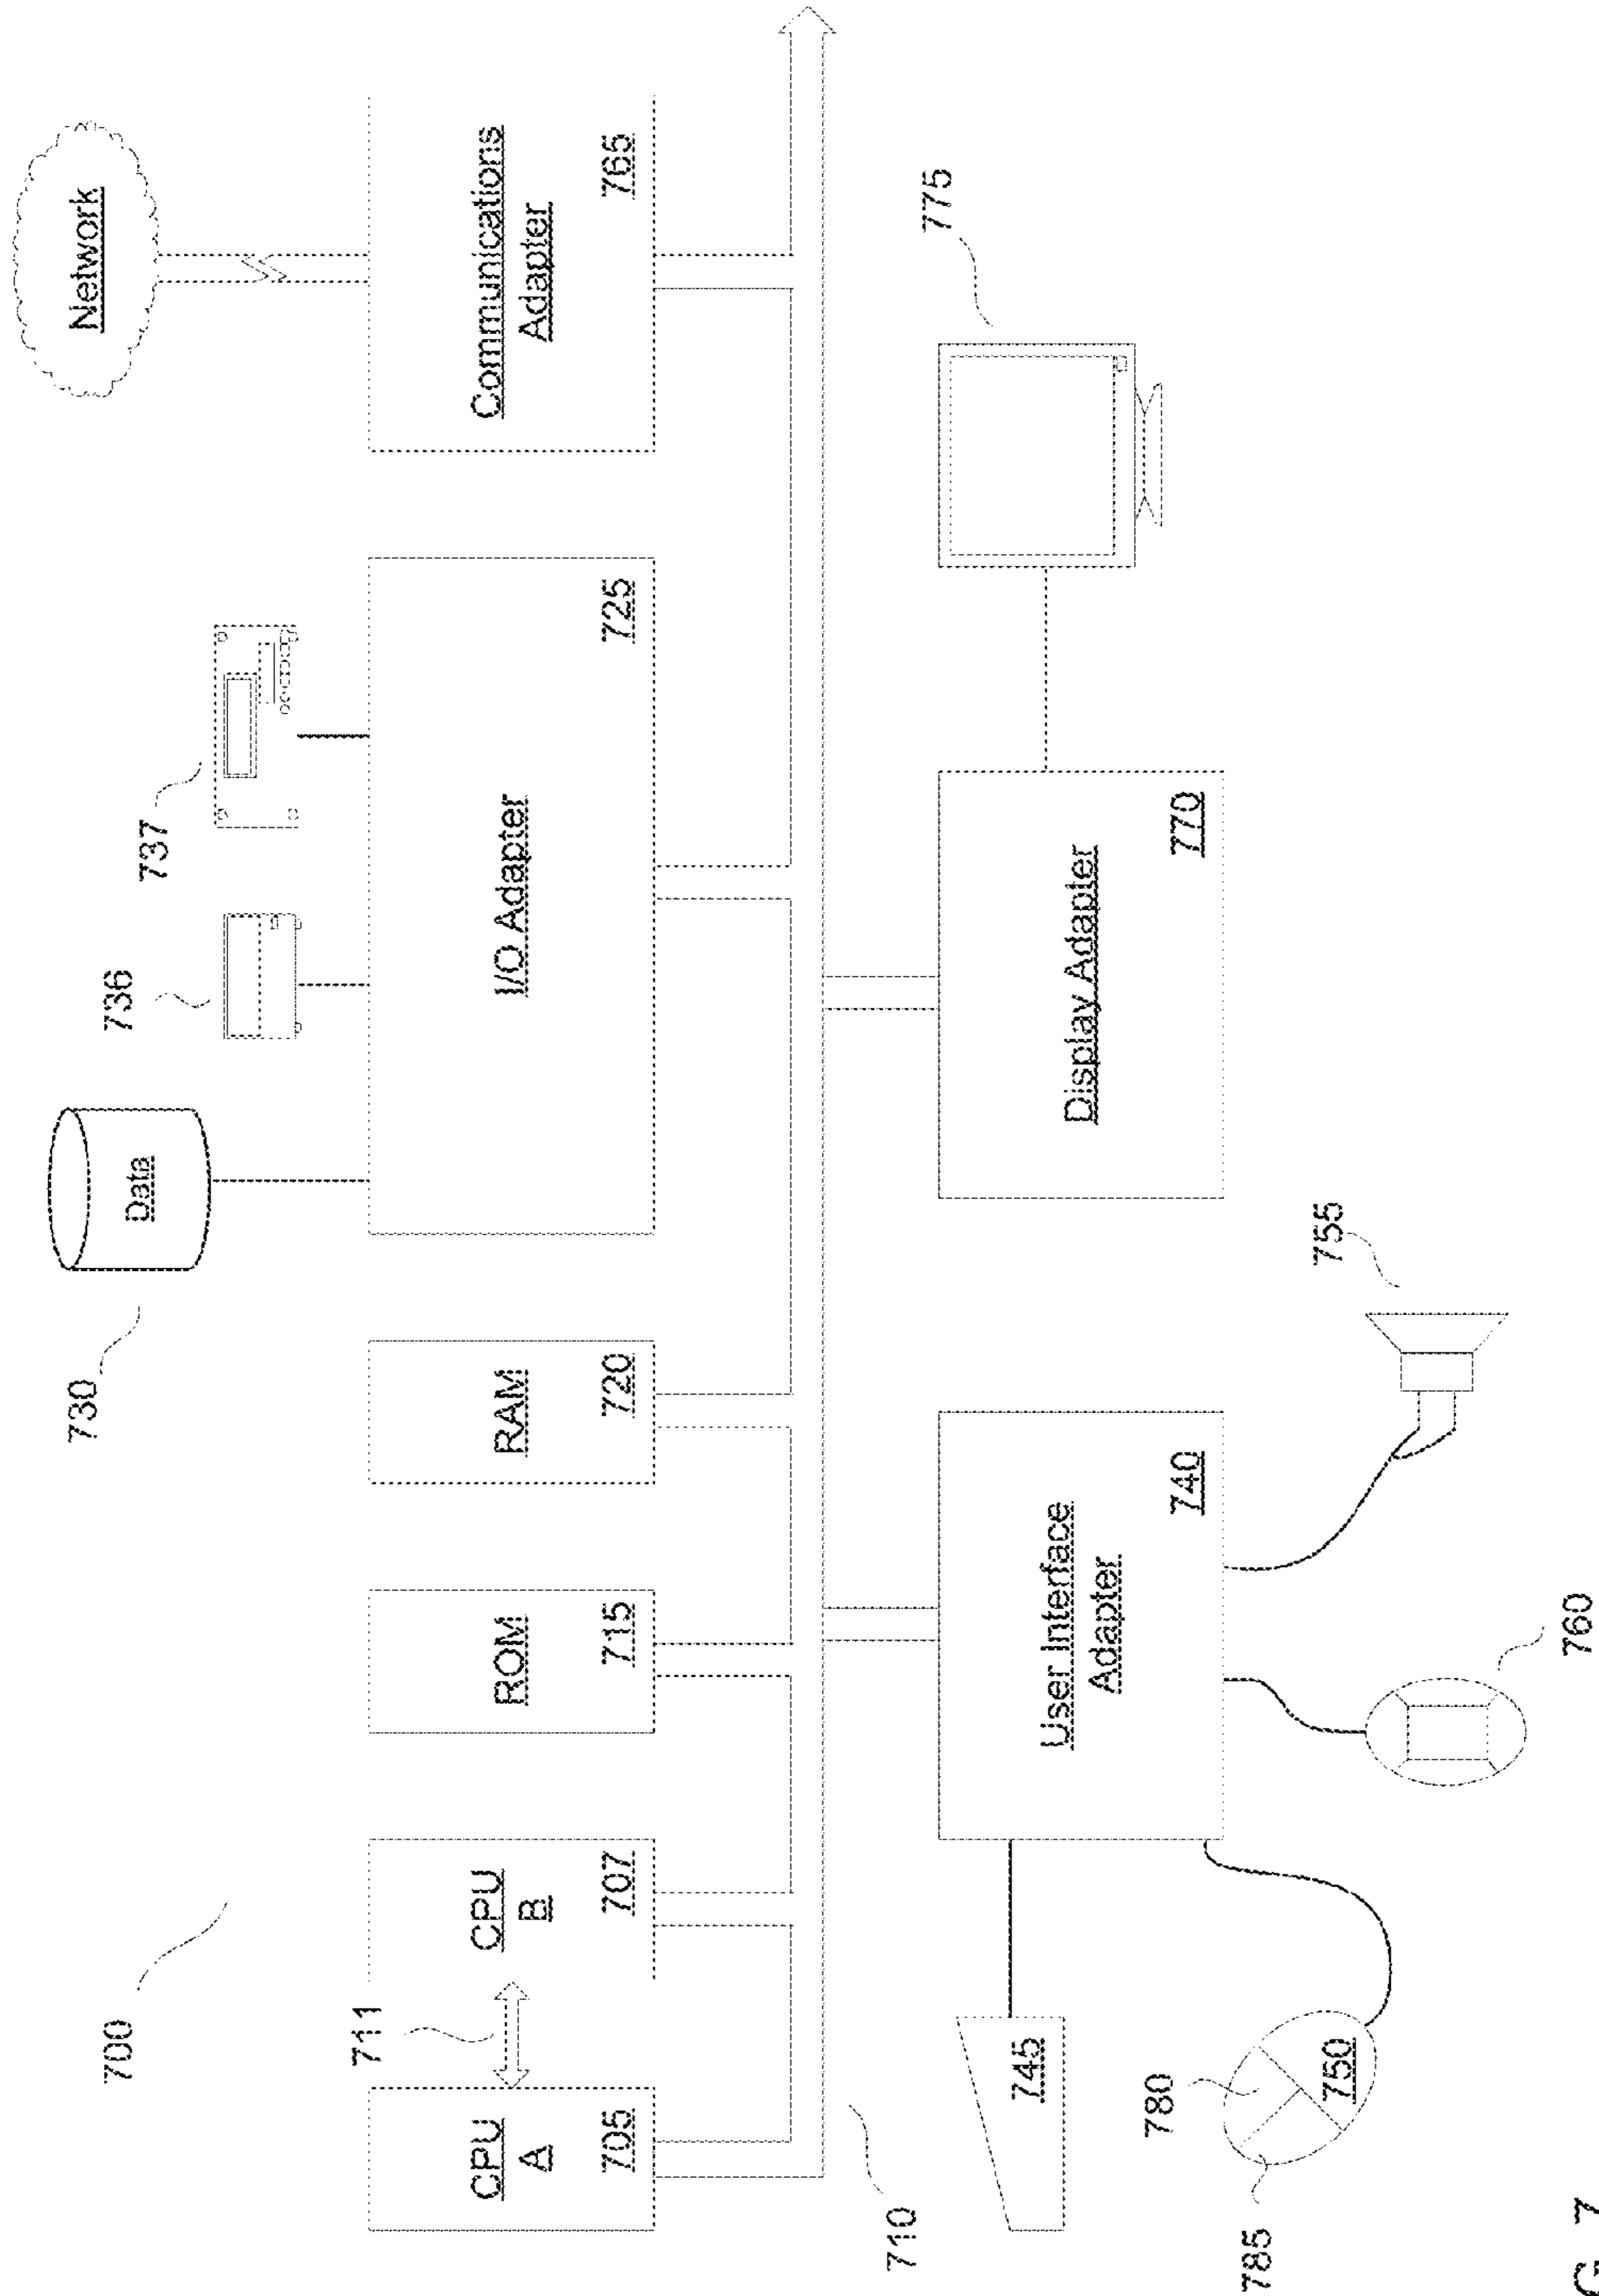 700
711
CPU
A
705
CPU
B
707
ROM
715
RAM
720
730
Data
736
737
I/O Adapter
725
Network
Communications
Adapter
765
710
745
780
785
750
User Interface
Adapter
740
760
755
Display Adapter
770
775
G. 7